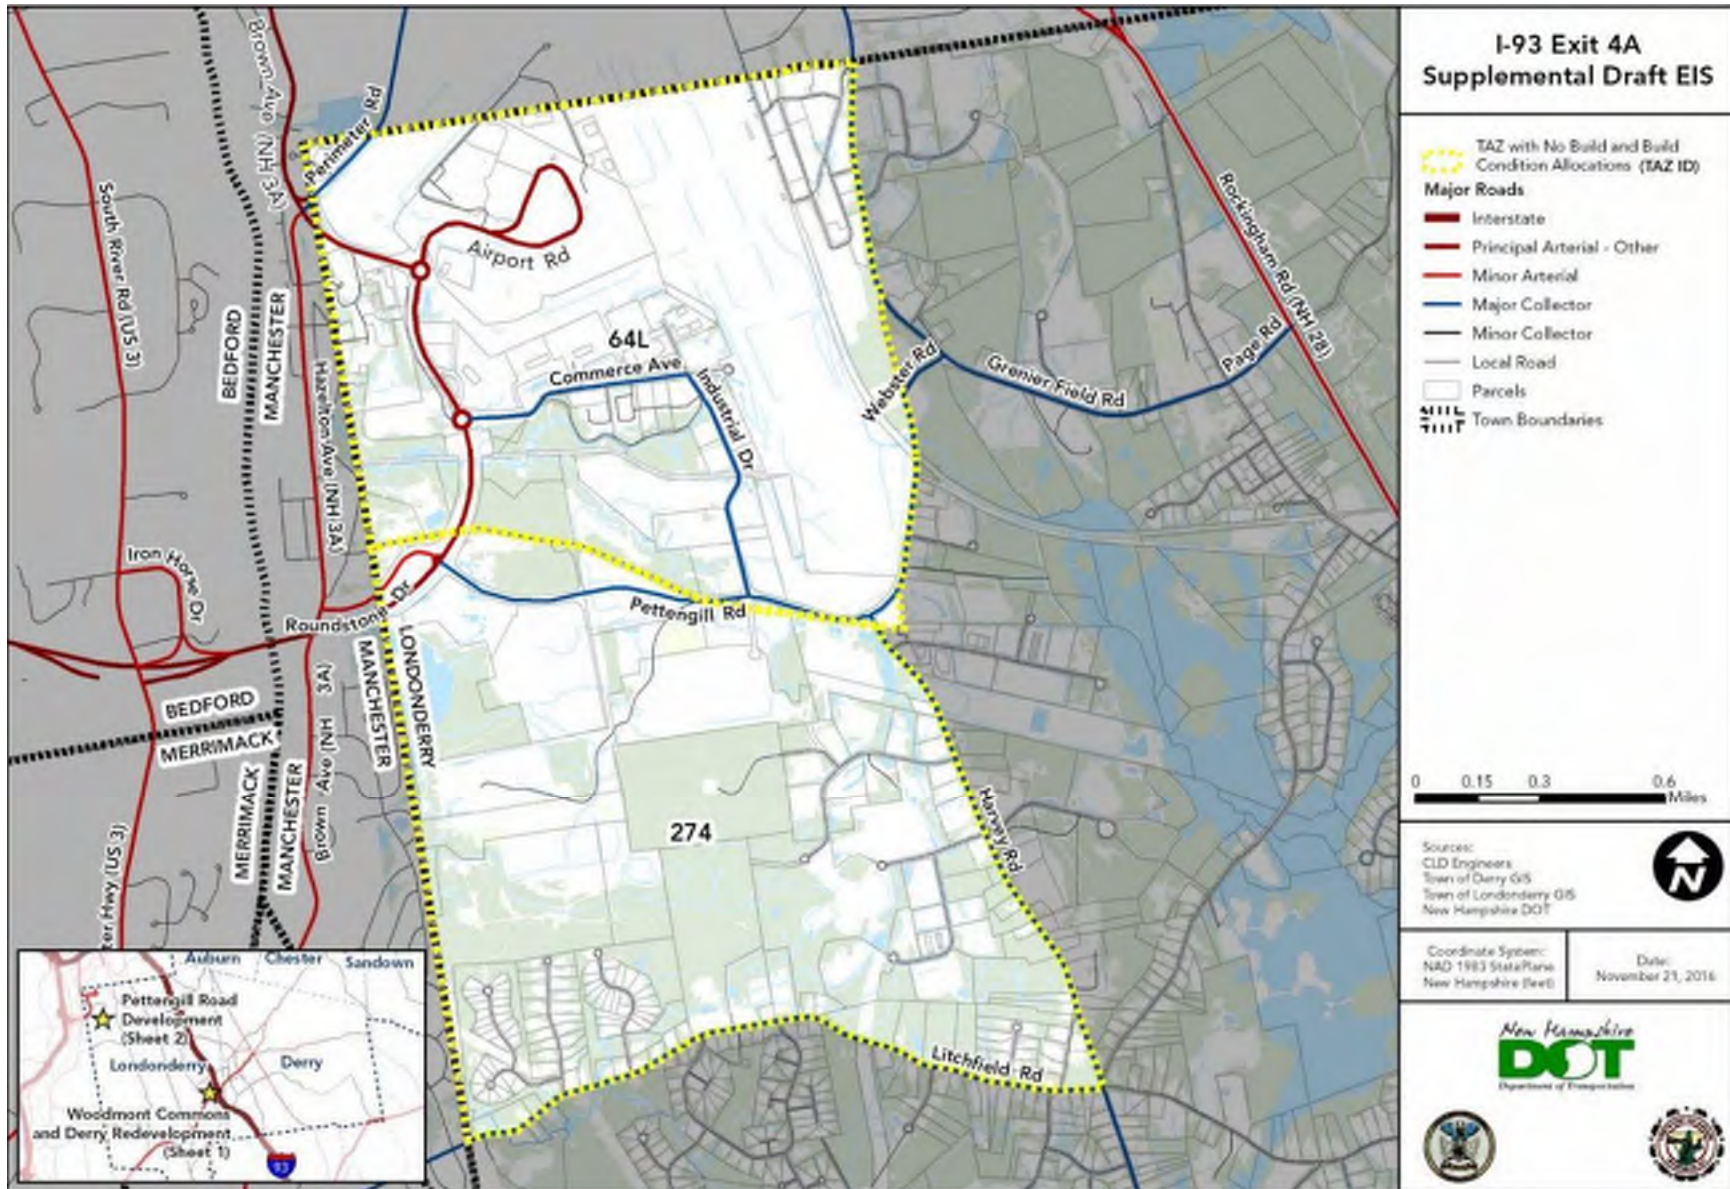 I-93 Exit 4A
Supplemental Draft EIS
TAZ with No Build and Build
Condition Allocations (TAZ ID)
Major Roads
Interstate
Principal Arterial - Other
Minor Arterial
Major Collector
Minor Collector
Local Road
Parcels
Town Boundaries
0 0.15 0.3 0.6
Miles
Sources:
CLD Engineers
Town of Derry GIS
Town of Londonderry GIS
New Hampshire DOT
N
Coordinate System:
NAD 1983 StatePlane
New Hampshire (feet)
Date:
November 21, 2016
New Hampshire
DOT
Department of Transportation
Brown Ave (NH 3A)
Perimeter Rd
South River Rd (US 3)
Airport Rd
Rockingham Rd (NH 28)
BEDFORD
MANCHESTER
64L
Commerce Ave
Industrial Dr
Hazelton Ave (NH 3A)
Webster Rd
Grenier Field Rd
Page Rd
Iron Horse Dr
Roundstone Dr
Pettengill Rd
LONDONDERRY
MANCHESTER
BEDFORD
MERRIMACK
MERRIMACK
MANCHESTER
Brown Ave (NH 3A)
274
Harvey Rd
ter Hwy (US 3)
Litchfield Rd
Auburn
Chester
Sandown
Pettengill Road
Development
(Sheet 2)
Londonderry
Derry
Woodmont Commons
and Derry Redevelopment
(Sheet 1)
93